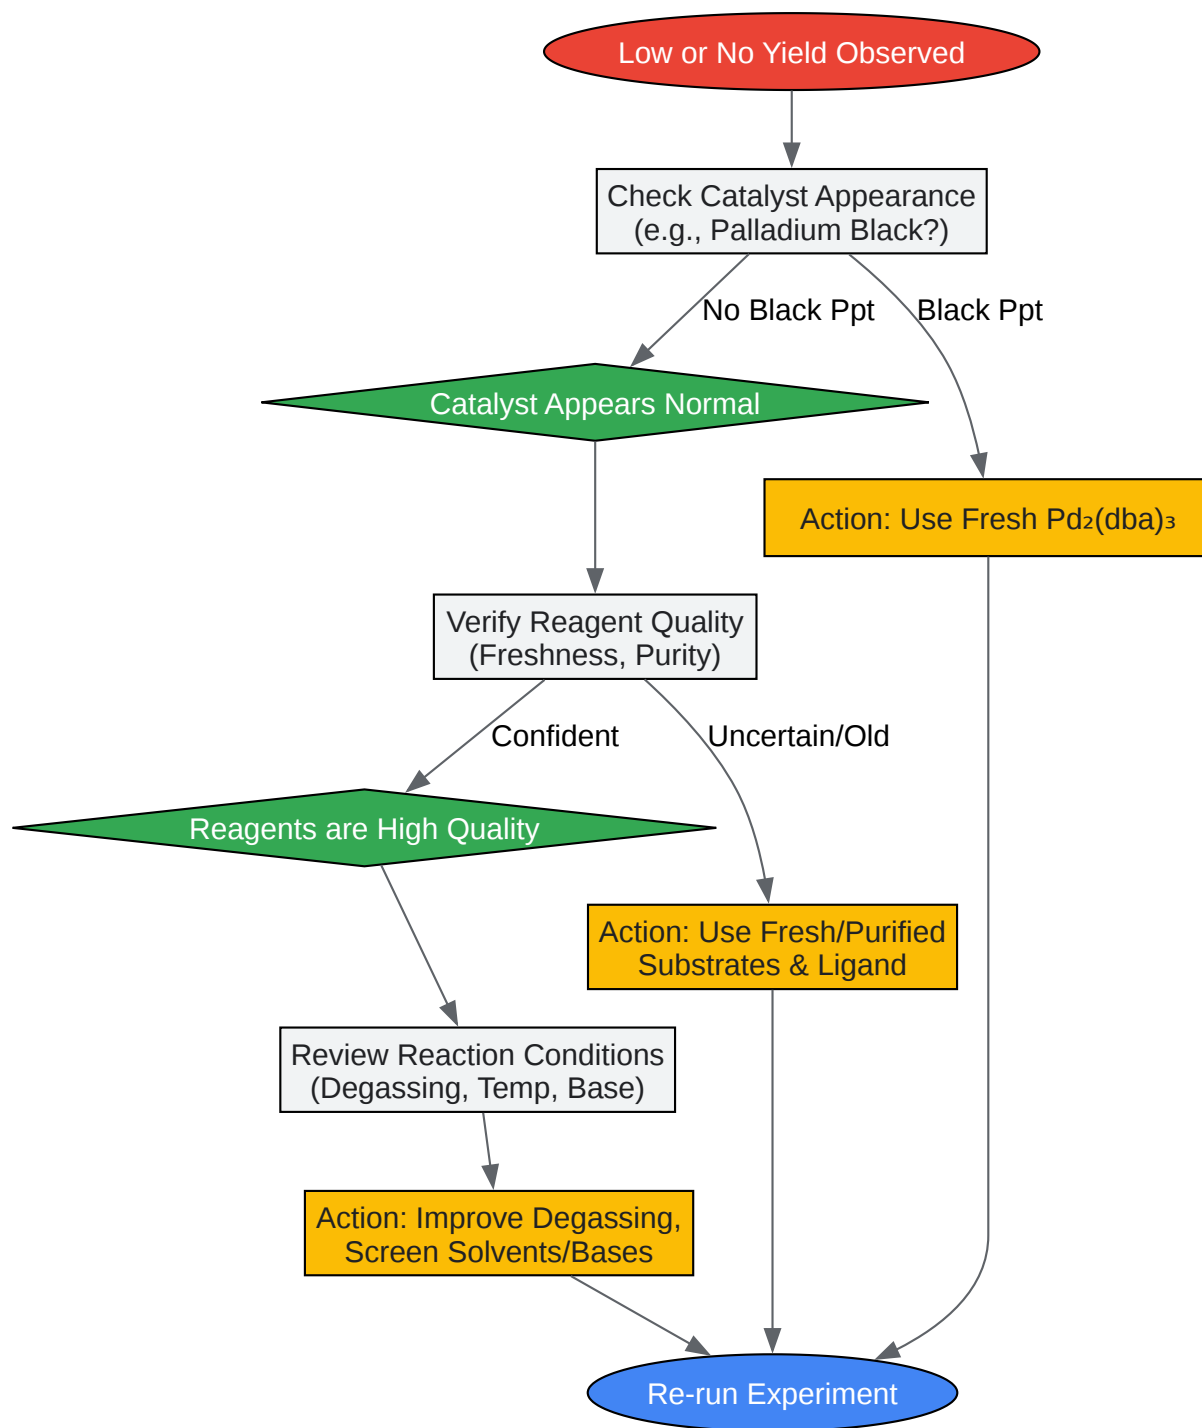 Low or No Yield Observed
Check Catalyst Appearance
(e.g., Palladium Black?)
No Black Ppt
Black Ppt
Catalyst Appears Normal
Action: Use Fresh Pd₂(dba)₃
Verify Reagent Quality
(Freshness, Purity)
Confident
Uncertain/Old
Reagents are High Quality
Action: Use Fresh/Purified
Substrates & Ligand
Review Reaction Conditions
(Degassing, Temp, Base)
Action: Improve Degassing,
Screen Solvents/Bases
Re-run Experiment